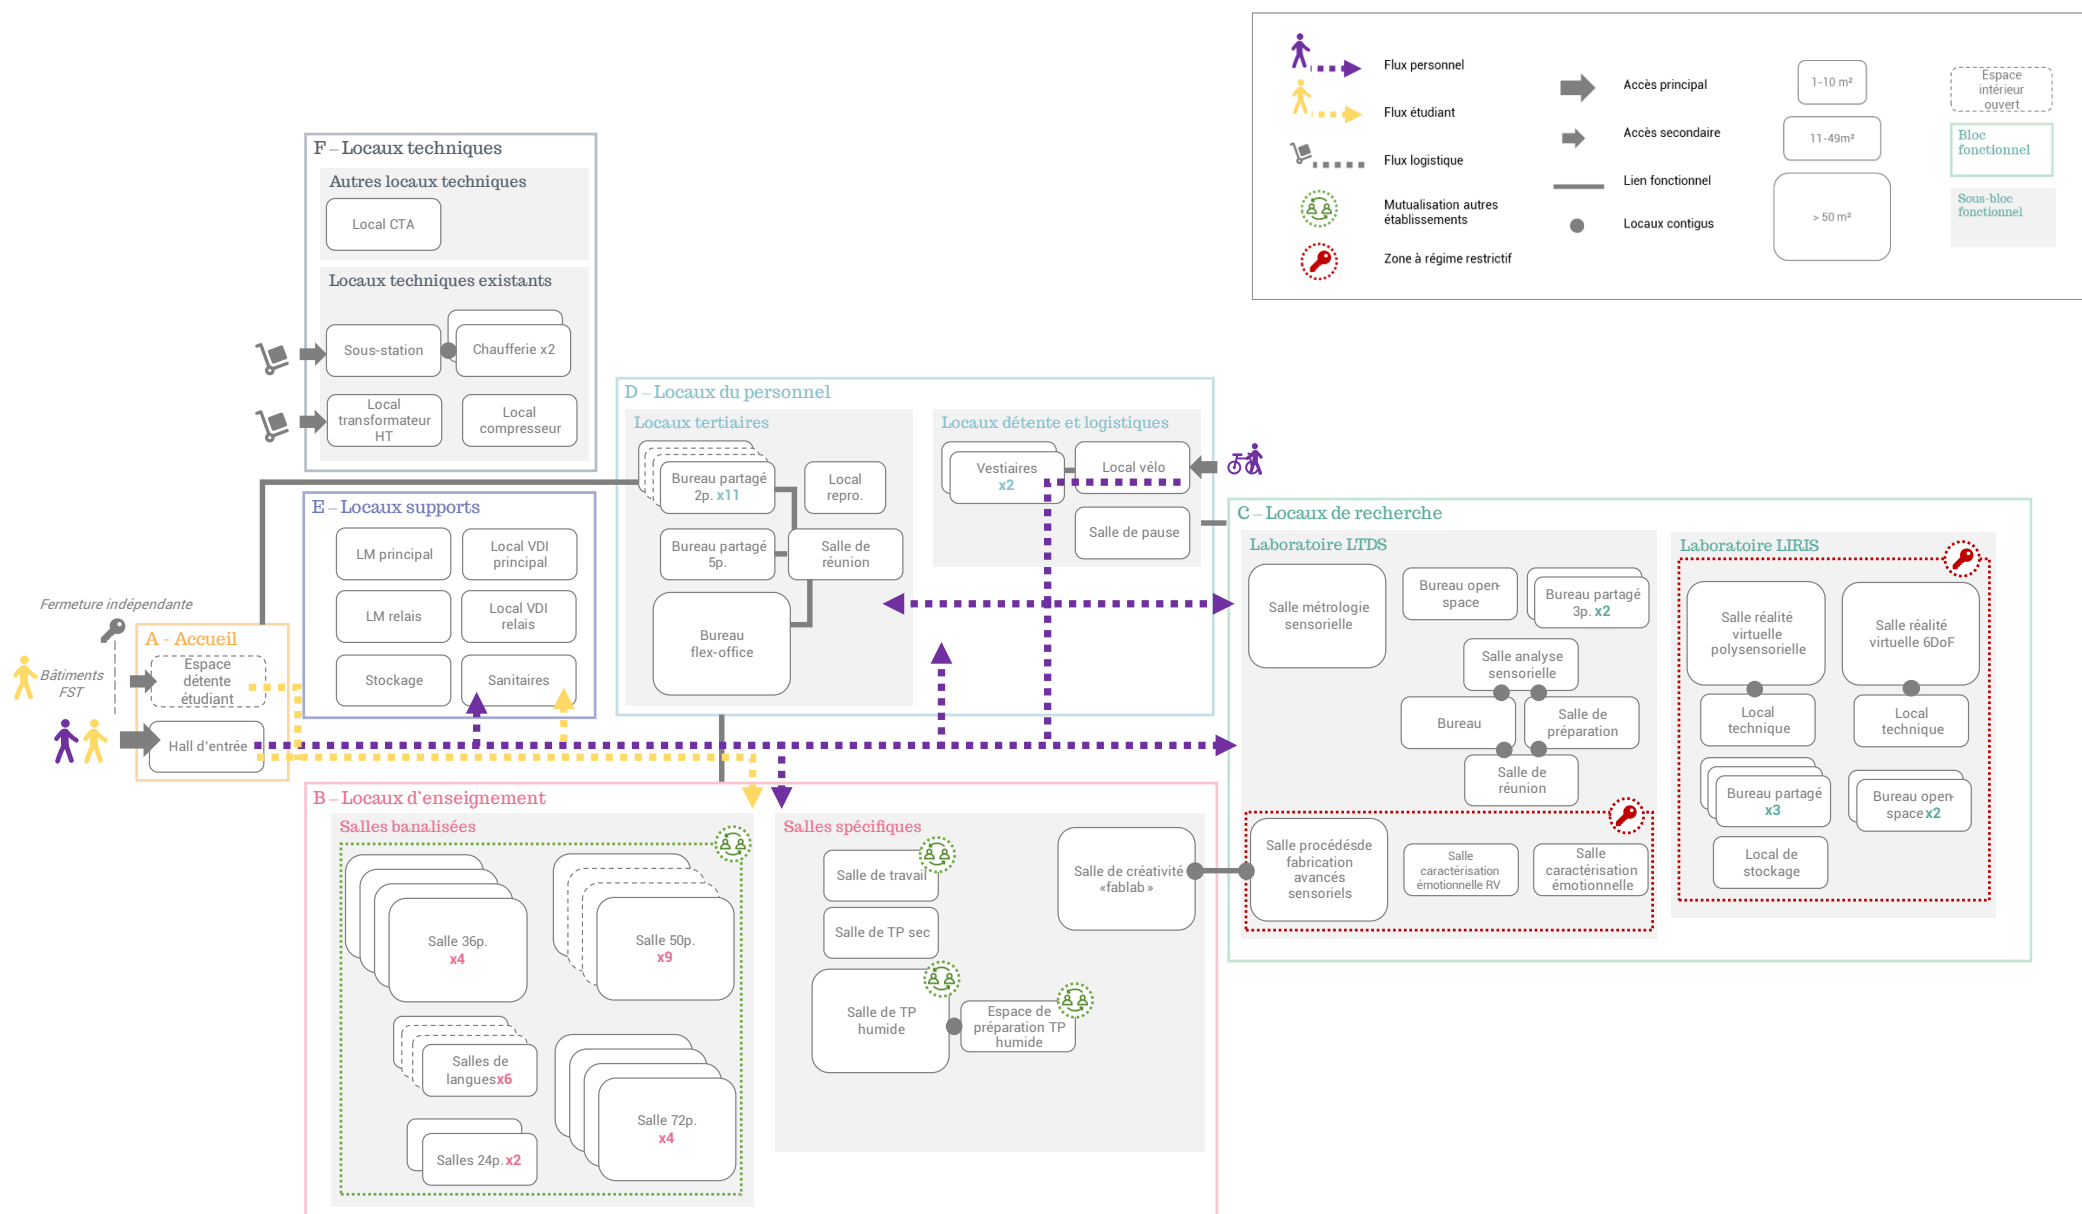 Flux personnel
Flux étudiant
Flux logistique
Mutualisation autres
établissements
Zone à régime restrictif
Accès principal
Accès secondaire
Lien fonctionnel
Locaux contigus
1-10 m²
11-49m²
> 50 m²
Espace
intérieur
ouvert
Bloc
fonctionnel
Sous-bloc
fonctionnel
F – Locaux techniques
Autres locaux techniques
Local CTA
Locaux techniques existants
Sous-station
Chaufferie x2
Local
transformateur
HT
Local
compresseur
E – Locaux supports
LM principal
Local VDI
principal
LM relais
Local VDI
relais
Stockage
Sanitaires
Fermeture indépendante
Bâtiments
FST
A - Accueil
Espace
détente
étudiant
Hall d'entrée
D – Locaux du personnel
Locaux tertiaires
Bureau partagé
2p. x11
Local
repro.
Bureau partagé
5p.
Salle de
réunion
Bureau
flex-office
Locaux détente et logistiques
Vestiaires
x2
Local vélo
Salle de pause
C – Locaux de recherche
Laboratoire LTDS
Salle métrologie
sensorielle
Bureau open-
space
Bureau partagé
3p. x2
Salle analyse
sensorielle
Bureau
Salle de
préparation
Salle de
réunion
Salle procédésde
fabrication
avancés
sensoriels
Salle
caractérisation
émotionnelle RV
Salle
caractérisation
émotionnelle
Laboratoire LIRIS
Salle réalité
virtuelle
polysensorielle
Salle réalité
virtuelle 6DoF
Local
technique
Local
technique
Bureau partagé
x3
Bureau open-
space x2
Local de
stockage
B – Locaux d'enseignement
Salles banalisées
Salle 36p.
x4
Salle 50p.
x9
Salles de
languesx6
Salle 72p.
x4
Salles 24p. x2
Salles spécifiques
Salle de travail
Salle de TP sec
Salle de TP
humide
Espace de
préparation TP
humide
Salle de créativité
«fablab »